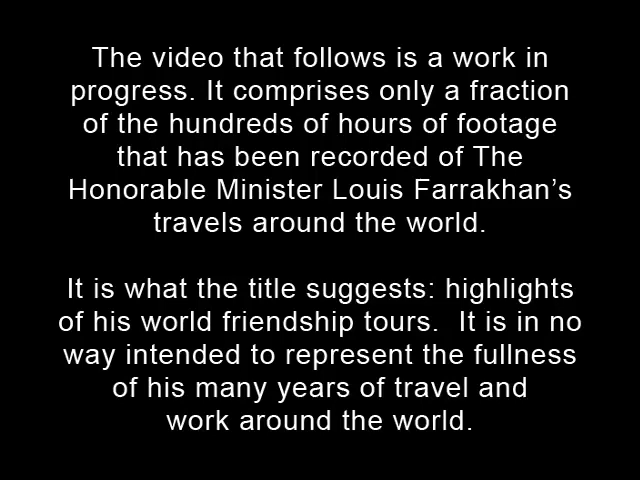 The video that follows is a work in
progress. It comprises only a fraction
of the hundreds of hours of footage
that has been recorded of The
Honorable Minister Louis Farrakhan’s
travels around the world.
It is what the title suggests: highlights
of his world friendship tours.  It is in no
way intended to represent the fullness
of his many years of travel and
work around the world.